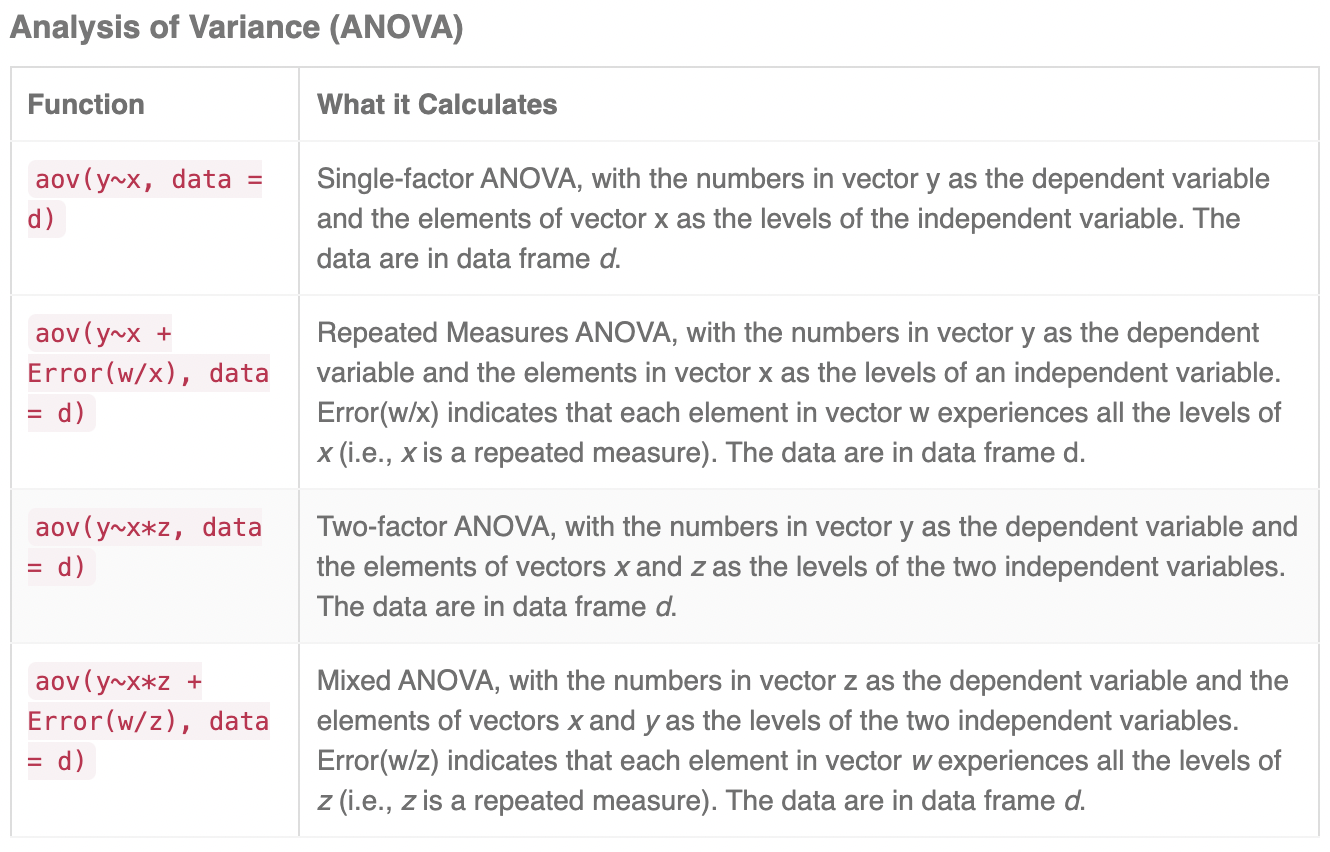 Analysis of Variance (ANOVA)
Function
What it Calculates
aov(y~x, data =
d)
Single-factor ANOVA, with the numbers in vector y as the dependent variable
and the elements of vector x as the levels of the independent variable. The
data are in data frame d.
aov(y~x +
Error(w/x), data
= d)
Repeated Measures ANOVA, with the numbers in vector y as the dependent
variable and the elements in vector x as the levels of an independent variable.
Error(w/x) indicates that each element in vector w experiences all the levels of
x (i.e., x is a repeated measure). The data are in data frame d.
aov(y~x*z, data
= d)
Two-factor ANOVA, with the numbers in vector y as the dependent variable and
the elements of vectors x and z as the levels of the two independent variables.
The data are in data frame d.
aov(y~x*z +
Error(w/z), data
= d)
Mixed ANOVA, with the numbers in vector z as the dependent variable and the
elements of vectors x and y as the levels of the two independent variables.
Error(w/z) indicates that each element in vector w experiences all the levels of
z (i.e., z is a repeated measure). The data are in data frame d.